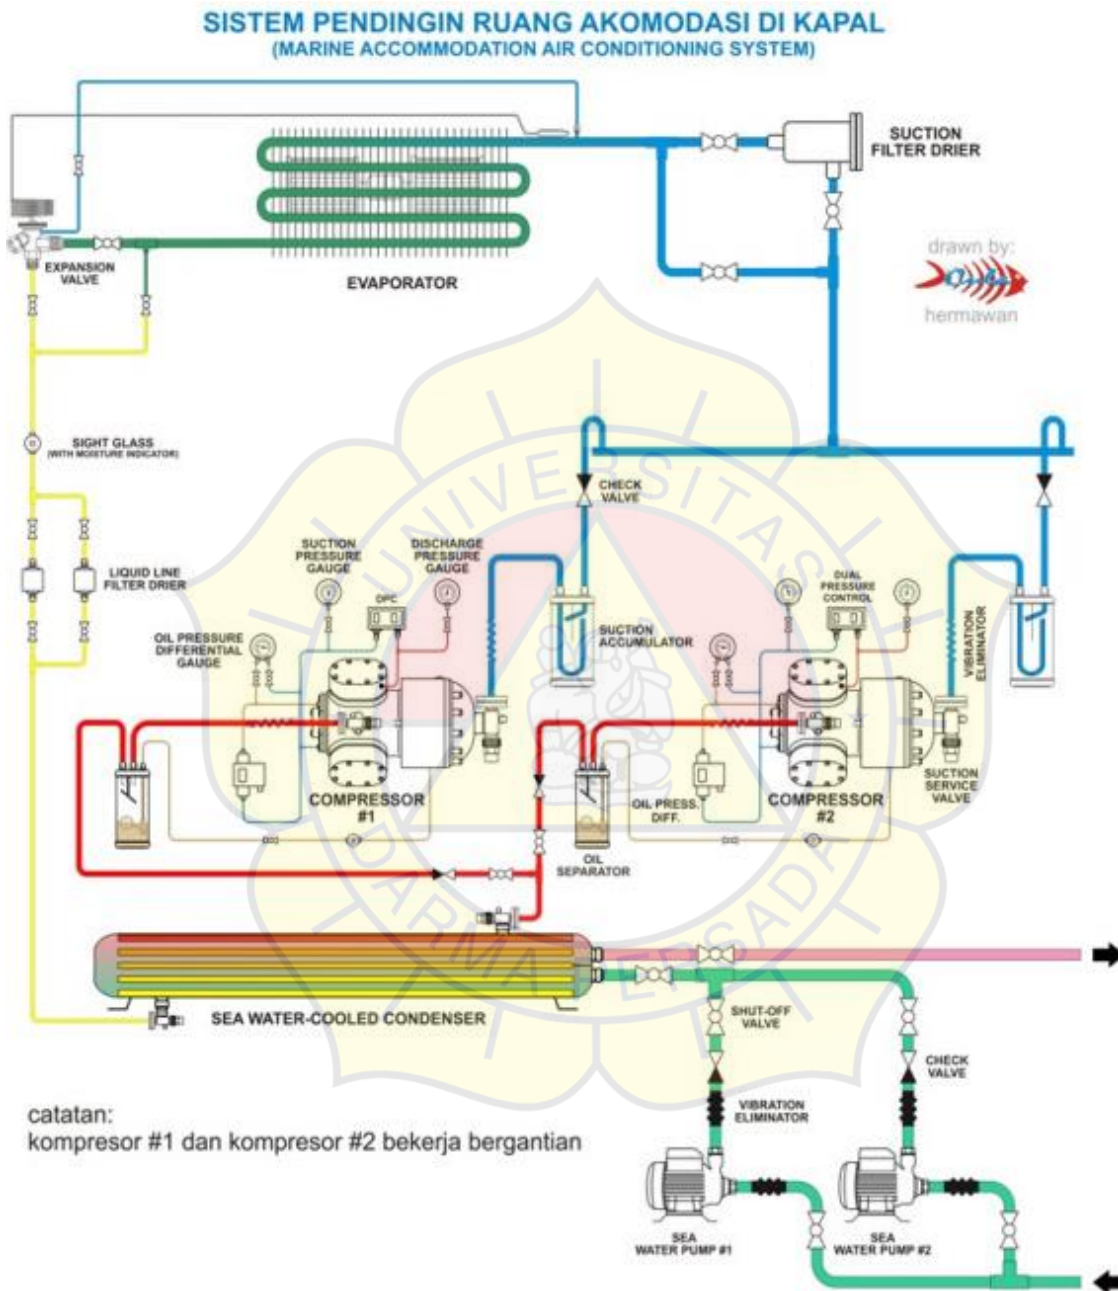 SISTEM PENDINGIN RUANG AKOMODASI DI KAPAL
(MARINE ACCOMMODATION AIR CONDITIONING SYSTEM)
SUCTION
FILTER DRIER
EXPANSION
VALVE
EVAPORATOR
drawn by:
hermawan
SIGHT GLASS
(WITH MOISTURE INDICATOR)
CHECK
VALVE
UNIVERSITAS
SUCTION
PRESSURE
GAUGE
DISCHARGE
PRESSURE
GAUGE
DPC
DUAL
PRESSURE
CONTROL
LIQUID LINE
FILTER DRIER
OIL PRESSURE
DIFFERENTIAL
GAUGE
SUCTION
ACCUMULATOR
VIBRATION
ELIMINATOR
COMPRESSOR
#1
OIL PRESS.
DIFF.
COMPRESSOR
#2
SUCTION
SERVICE
VALVE
OIL
SEPARATOR
DARMA PERSADA
SEA WATER-COOLED CONDENSER
SHUT-OFF
VALVE
CHECK
VALVE
VIBRATION
ELIMINATOR
catatan:
kompresor #1 dan kompresor #2 bekerja bergantian
SEA
WATER PUMP #1
SEA
WATER PUMP #2